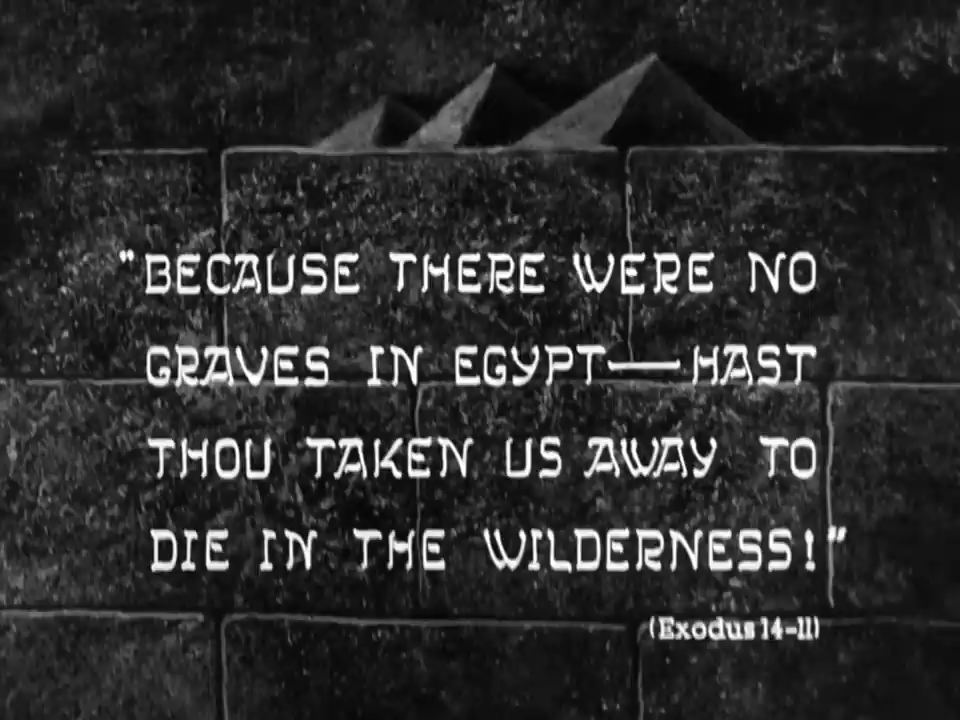 "BECAUSE THERE WERE NO
GRAVES IN EGYPT—HAST
THOU TAKEN US AWAY TO
DIE IN THE WILDERNESS!"
(Exodus 14-11)